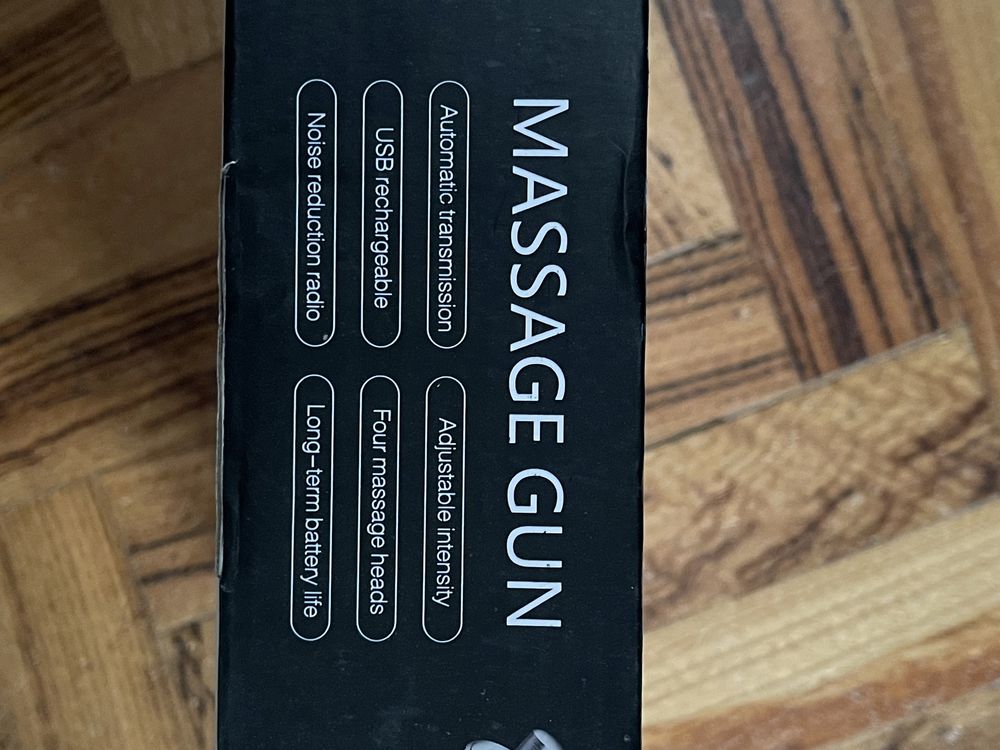 MASSAGE GUN
Automatic transmission
Adjustable intensity
USB rechargeable
Four massage heads
Noise reduction radio
Long-term battery life